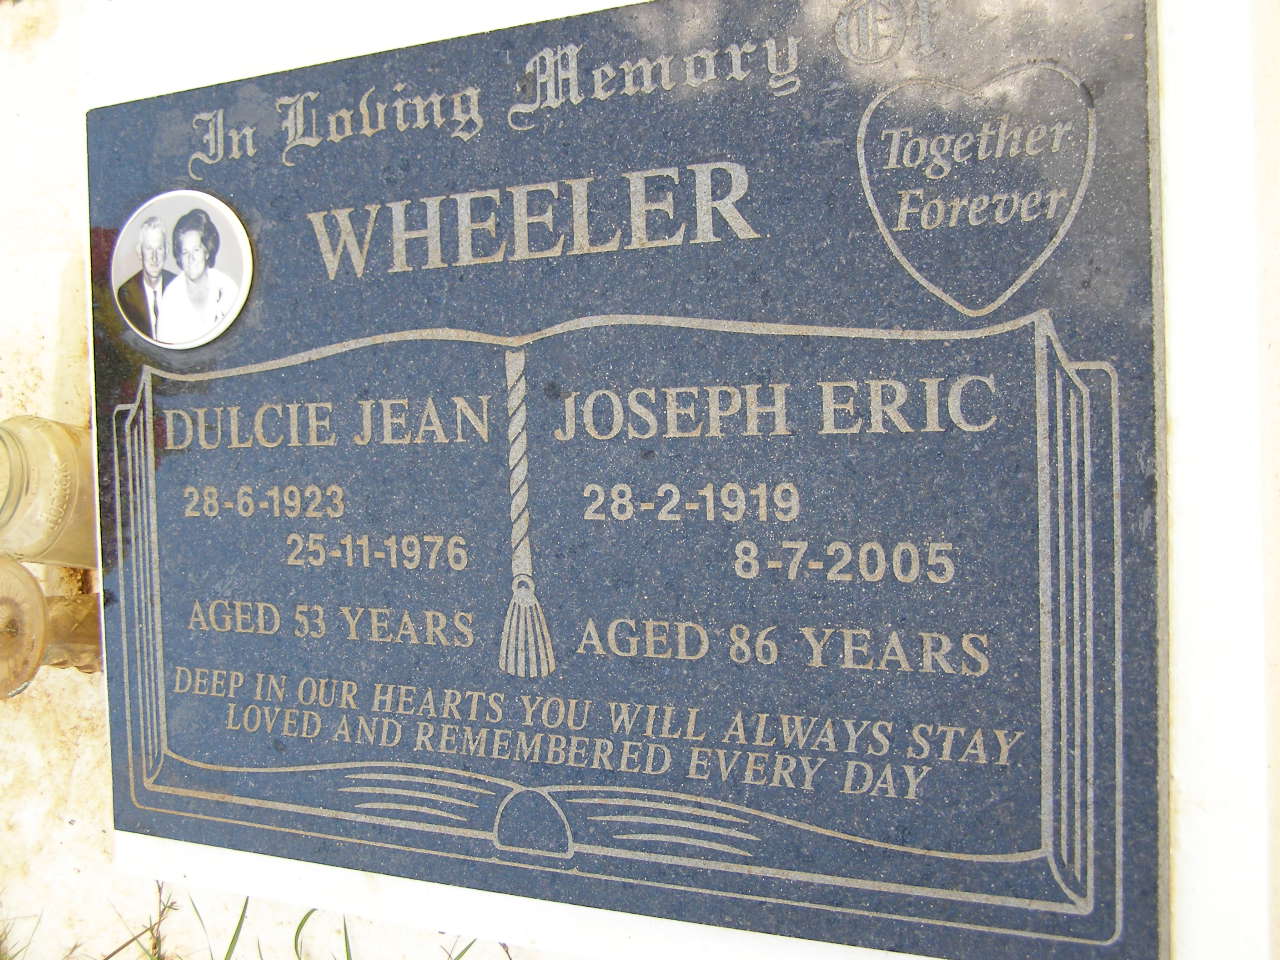 In Loving Memory Of
Together
Forever
WHEELER
DULCIE JEAN
28-6-1923
25-11-1976
AGED 53 YEARS
JOSEPH ERIC
28-2-1919
8-7-2005
AGED 86 YEARS
DEEP IN OUR HEARTS YOU WILL ALWAYS STAY
LOVED AND REMEMBERED EVERY DAY